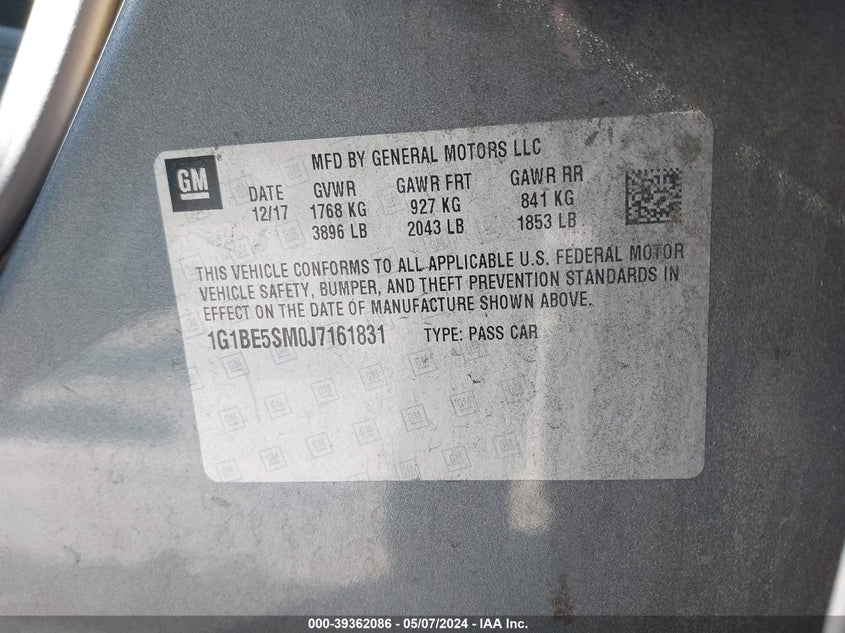 GM
MFD BY GENERAL MOTORS LLC
DATE GVWR GAWR FRT GAWR RR
12/17 1768 KG 927 KG 841 KG
3896 LB 2043 LB 1853 LB
THIS VEHICLE CONFORMS TO ALL APPLICABLE U.S. FEDERAL MOTOR
VEHICLE SAFETY, BUMPER, AND THEFT PREVENTION STANDARDS IN
EFFECT ON THE DATE OF MANUFACTURE SHOWN ABOVE.
1G1BE5SM0J7161831 TYPE: PASS CAR
000-39362086 - 05/07/2024 - IAA Inc.